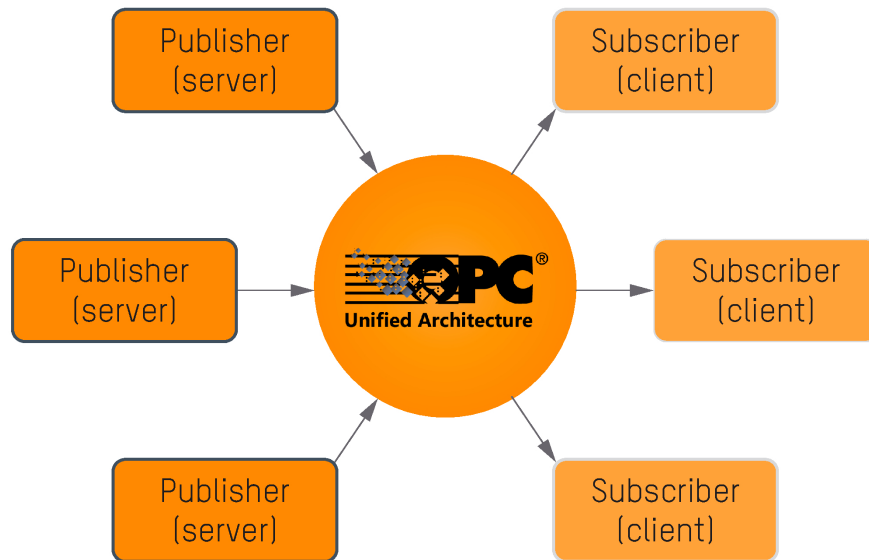 Publisher
(server)
Subscriber
(client)
Publisher
(server)
OPC®
Unified Architecture
Subscriber
(client)
Publisher
(server)
Subscriber
(client)